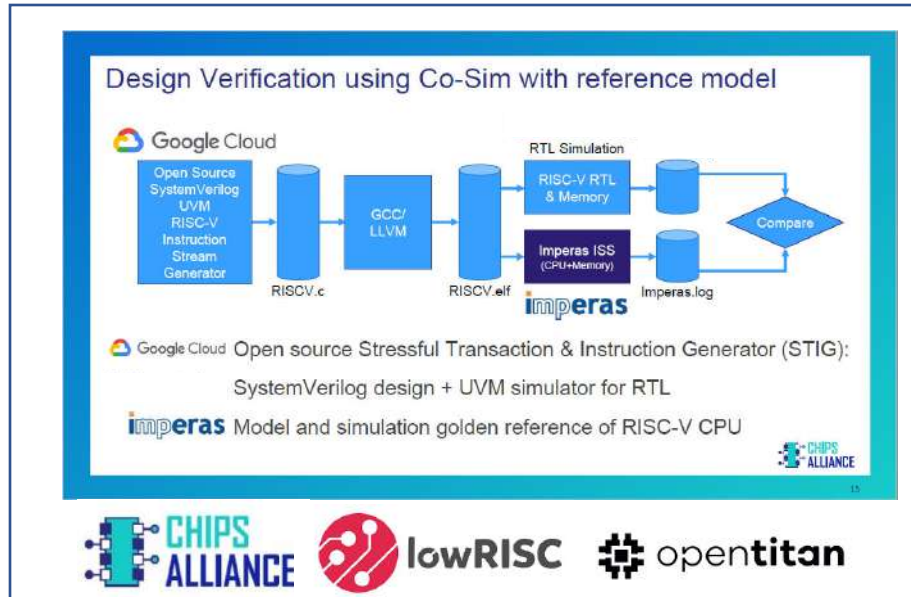 Design Verification using Co-Sim with reference model
Google Cloud
Open Source
SystemVerilog
UVM
RISC-V
Instruction
Stream
Generator
RISCV.c
GCC/
LLVM
RISCV.elf
RTL Simulation
RISC-V RTL
& Memory
Imperas ISS
(CPU+Memory)
imperas
Imperas.log
Compare
Google Cloud Open source Stressful Transaction & Instruction Generator (STIG):
SystemVerilog design + UVM simulator for RTL
imperas Model and simulation golden reference of RISC-V CPU
CHIPS
ALLIANCE
15
CHIPS
ALLIANCE
lowRISC
opentitan